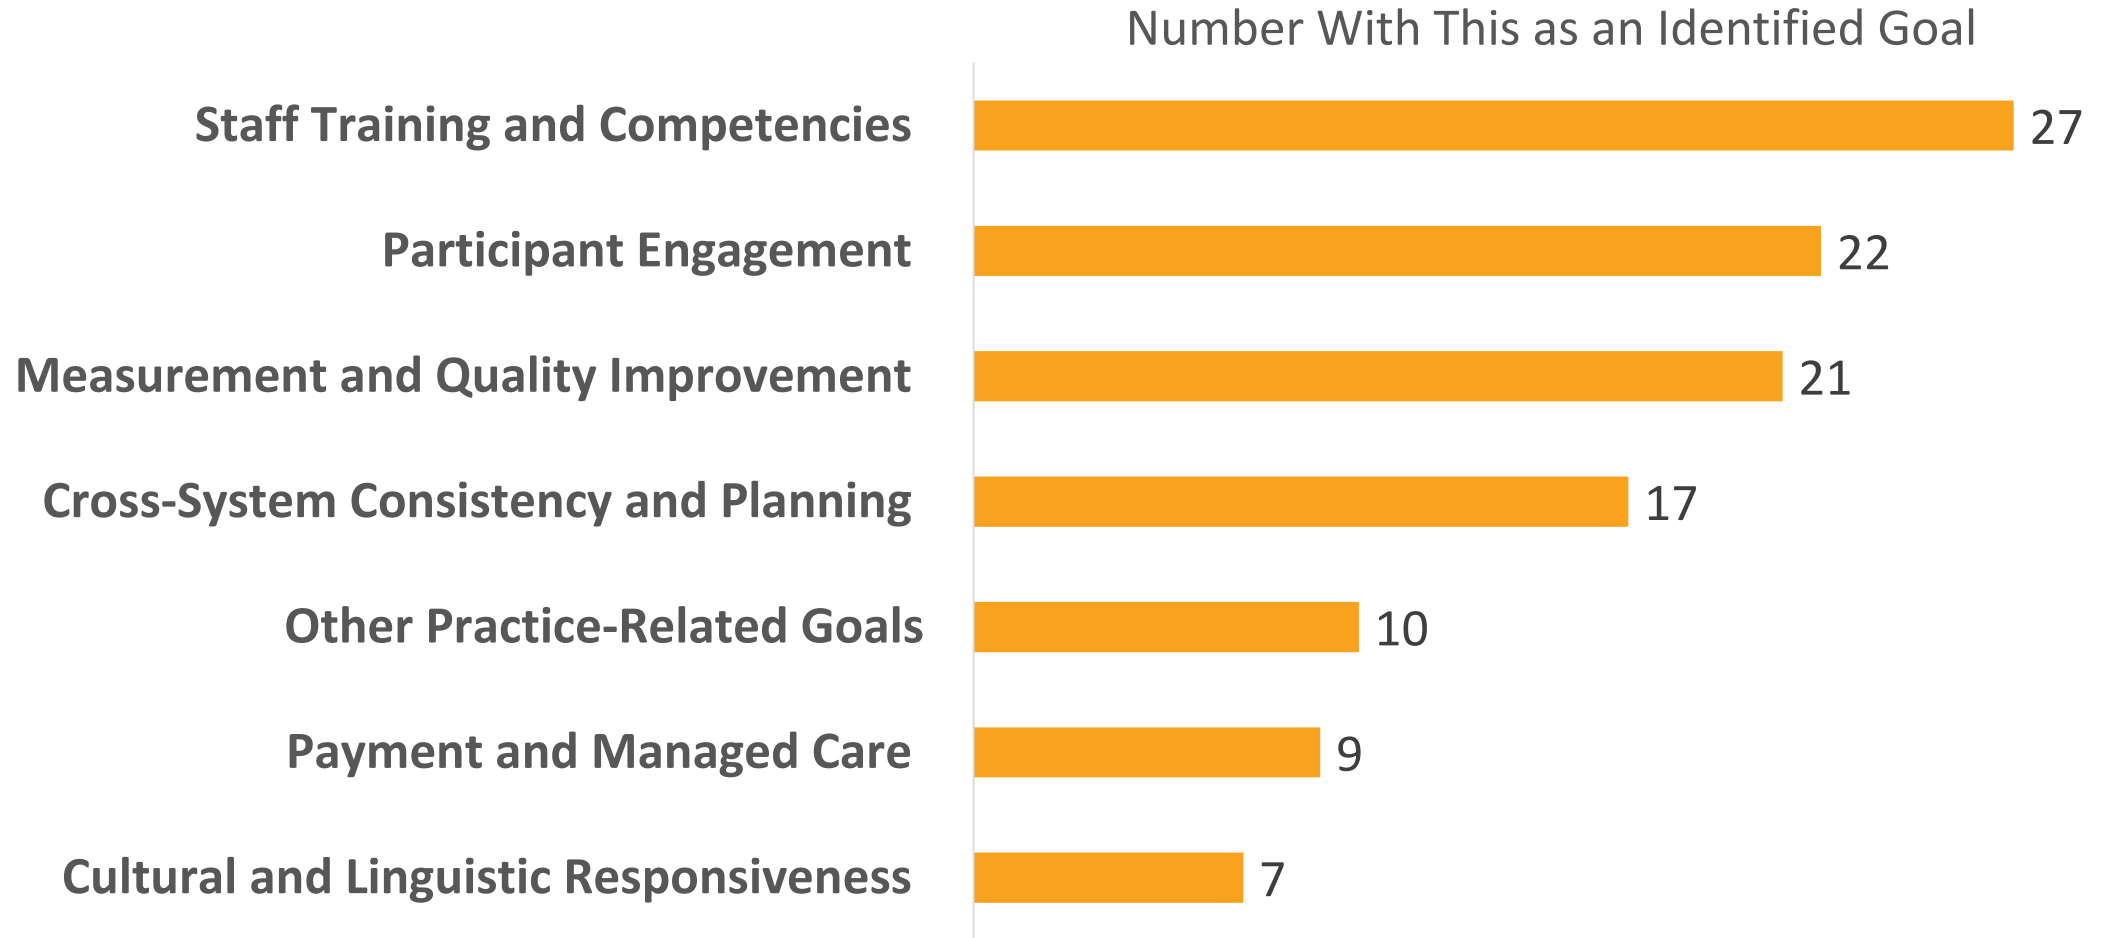 Number With This as an Identified Goal
Staff Training and Competencies 27
Participant Engagement 22
Measurement and Quality Improvement 21
Cross-System Consistency and Planning 17
Other Practice-Related Goals 10
Payment and Managed Care 9
Cultural and Linguistic Responsiveness 7